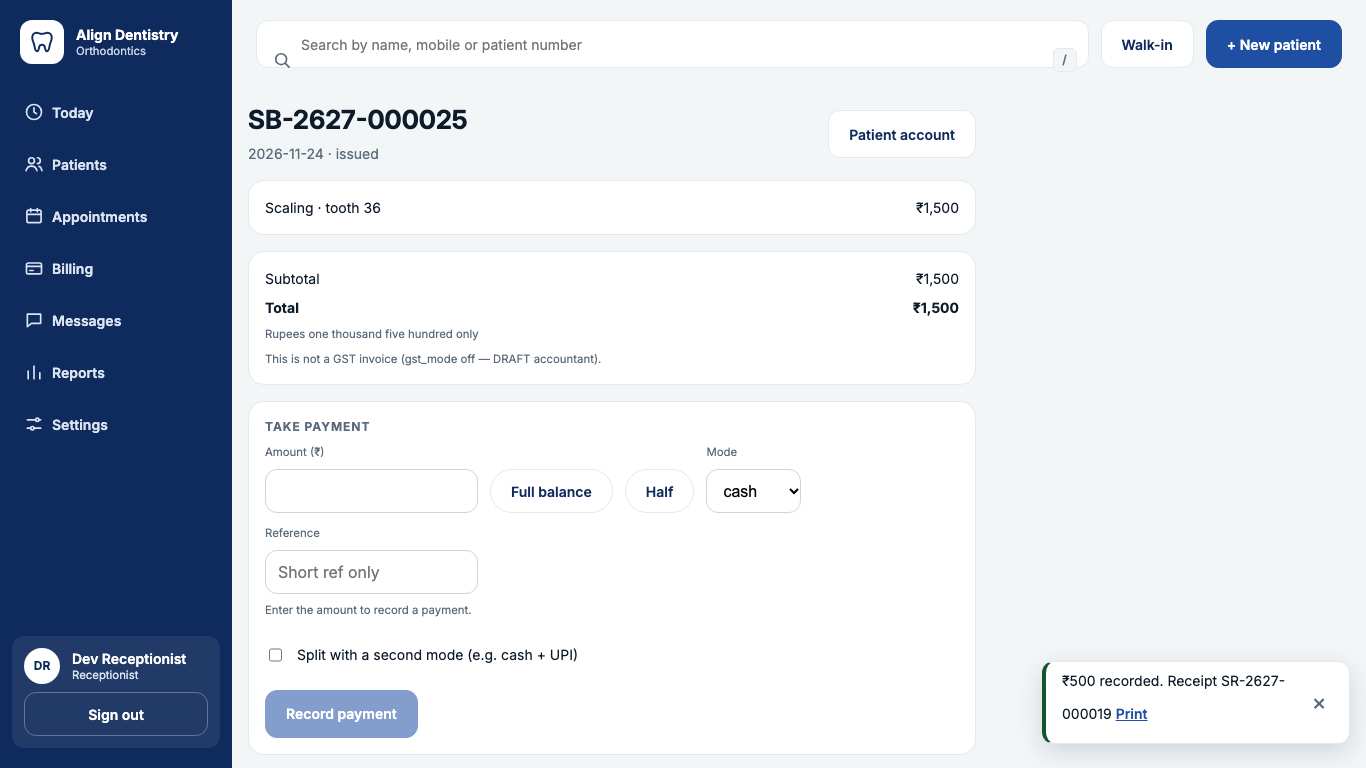 Align Dentistry
Orthodontics
Today
Patients
Appointments
Billing
Messages
Reports
Settings
DR
Dev Receptionist
Receptionist
Sign out
Search by name, mobile or patient number
/
Walk-in
+ New patient
SB-2627-000025
2026-11-24 · issued
Patient account
Scaling · tooth 36 ₹1,500
Subtotal ₹1,500
Total ₹1,500
Rupees one thousand five hundred only
This is not a GST invoice (gst_mode off — DRAFT accountant).
TAKE PAYMENT
Amount (₹) Mode
Full balance Half cash
Reference
Short ref only
Enter the amount to record a payment.
Split with a second mode (e.g. cash + UPI)
Record payment
₹500 recorded. Receipt SR-2627-
000019 Print